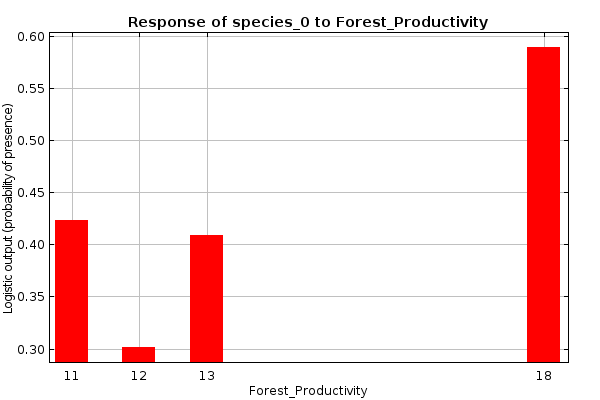 Response of species_0 to Forest_Productivity
Logistic output (probability of presence)
0.60
0.55
0.50
0.45
0.40
0.35
0.30
11 12 13 18
Forest_Productivity